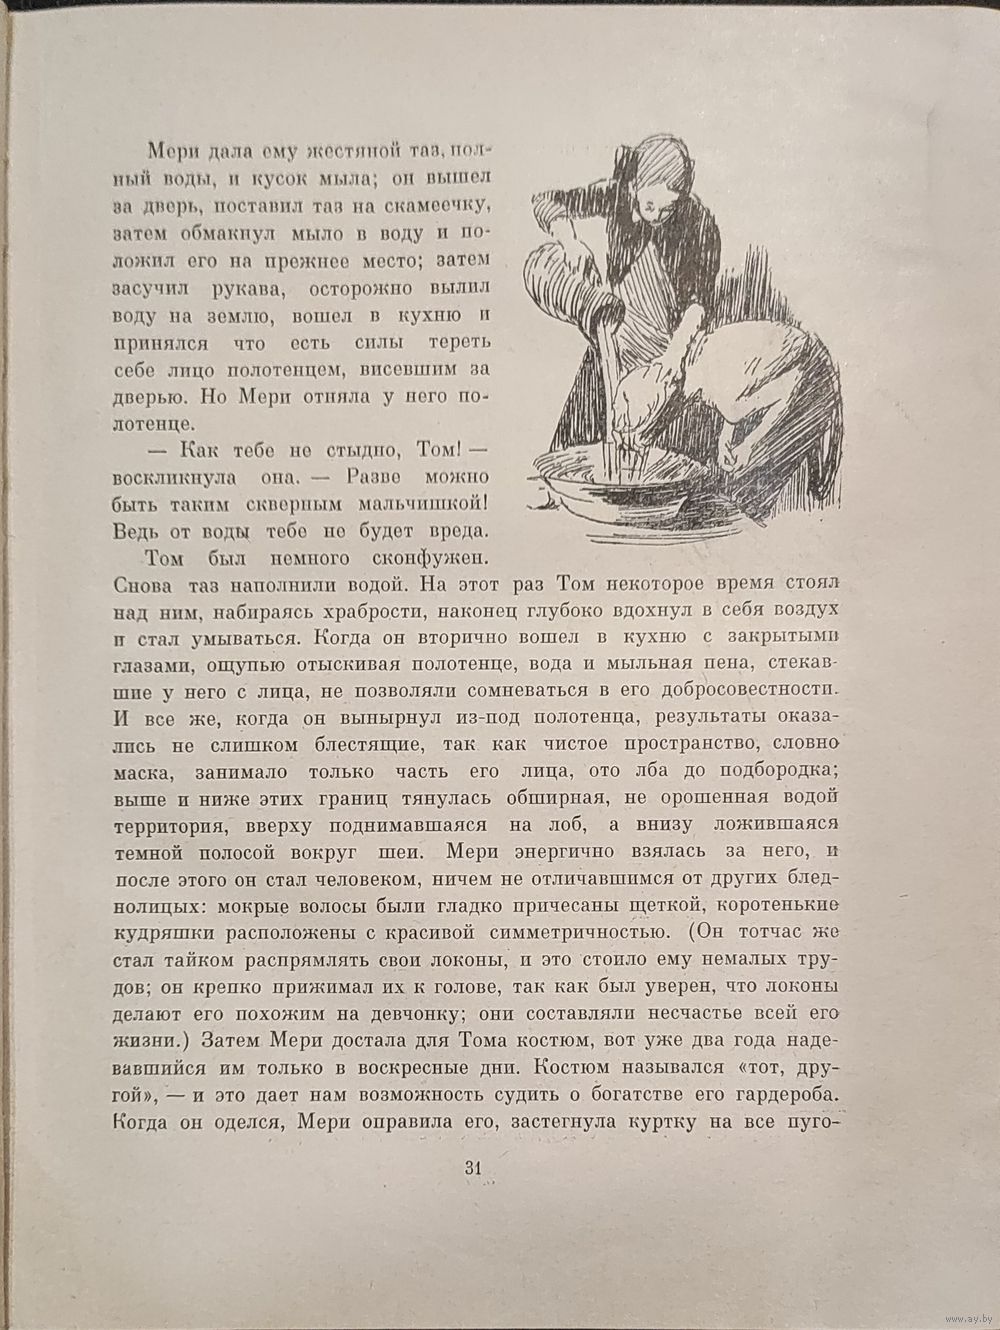 Мери дала ему жестяной таз, пол-
ный воды, и кусок мыла; он вышел
за дверь, поставил таз на скамеечку,
затем обмакнул мыло в воду и по-
ложил его на прежнее место; затем
засучил рукава, осторожно вылил
воду на землю, вошел в кухню и
принялся что есть силы тереть
себе лицо полотенцем, висевшим за
дверью. Но Мери отняла у него по-
лотенце.
— Как тебе не стыдно, Том! —
воскликнула она. — Разве можно
быть таким скверным мальчишкой!
Ведь от воды тебе не будет вреда.
Том был немного сконфужен.
Снова таз наполнили водой. На этот раз Том некоторое время стоял
над ним, набираясь храбрости, наконец глубоко вдохнул в себя воздух
и стал умываться. Когда он вторично вошел в кухню с закрытыми
глазами, ощупью отыскивая полотенце, вода и мыльная пена, стекав-
шие у него с лица, не позволяли сомневаться в его добросовестности.
И все же, когда он вынырнул из-под полотенца, результаты оказа-
лись не слишком блестящие, так как чистое пространство, словно
маска, занимало только часть его лица, ото лба до подбородка;
выше и ниже этих границ тянулась обширная, не орошенная водой
территория, вверху поднимавшаяся на лоб, а внизу ложившаяся
темной полосой вокруг шеи. Мери энергично взялась за него, и
после этого он стал человеком, ничем не отличавшимся от других блед-
нолицых: мокрые волосы были гладко причесаны щеткой, коротенькие
кудряшки расположены с красивой симметричностью. (Он тотчас же
стал тайком распрямлять свои локоны, и это стоило ему немалых тру-
дов; он крепко прижимал их к голове, так как был уверен, что локоны
делают его похожим на девчонку; они составляли несчастье всей его
жизни.) Затем Мери достала для Тома костюм, вот уже два года наде-
вавшийся им только в воскресные дни. Костюм назывался «тот, дру-
гой», — и это дает нам возможность судить о богатстве его гардероба.
Когда он оделся, Мери оправила его, застегнула куртку на все пуго-
31
www.ay.by